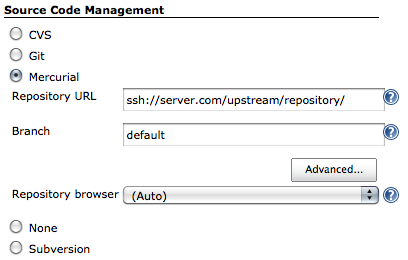 Source Code Management
CVS
Git
Mercurial
Repository URL ssh://server.com/upstream/repository/ ?
Branch default ?
Advanced...
Repository browser (Auto) ?
None
Subversion